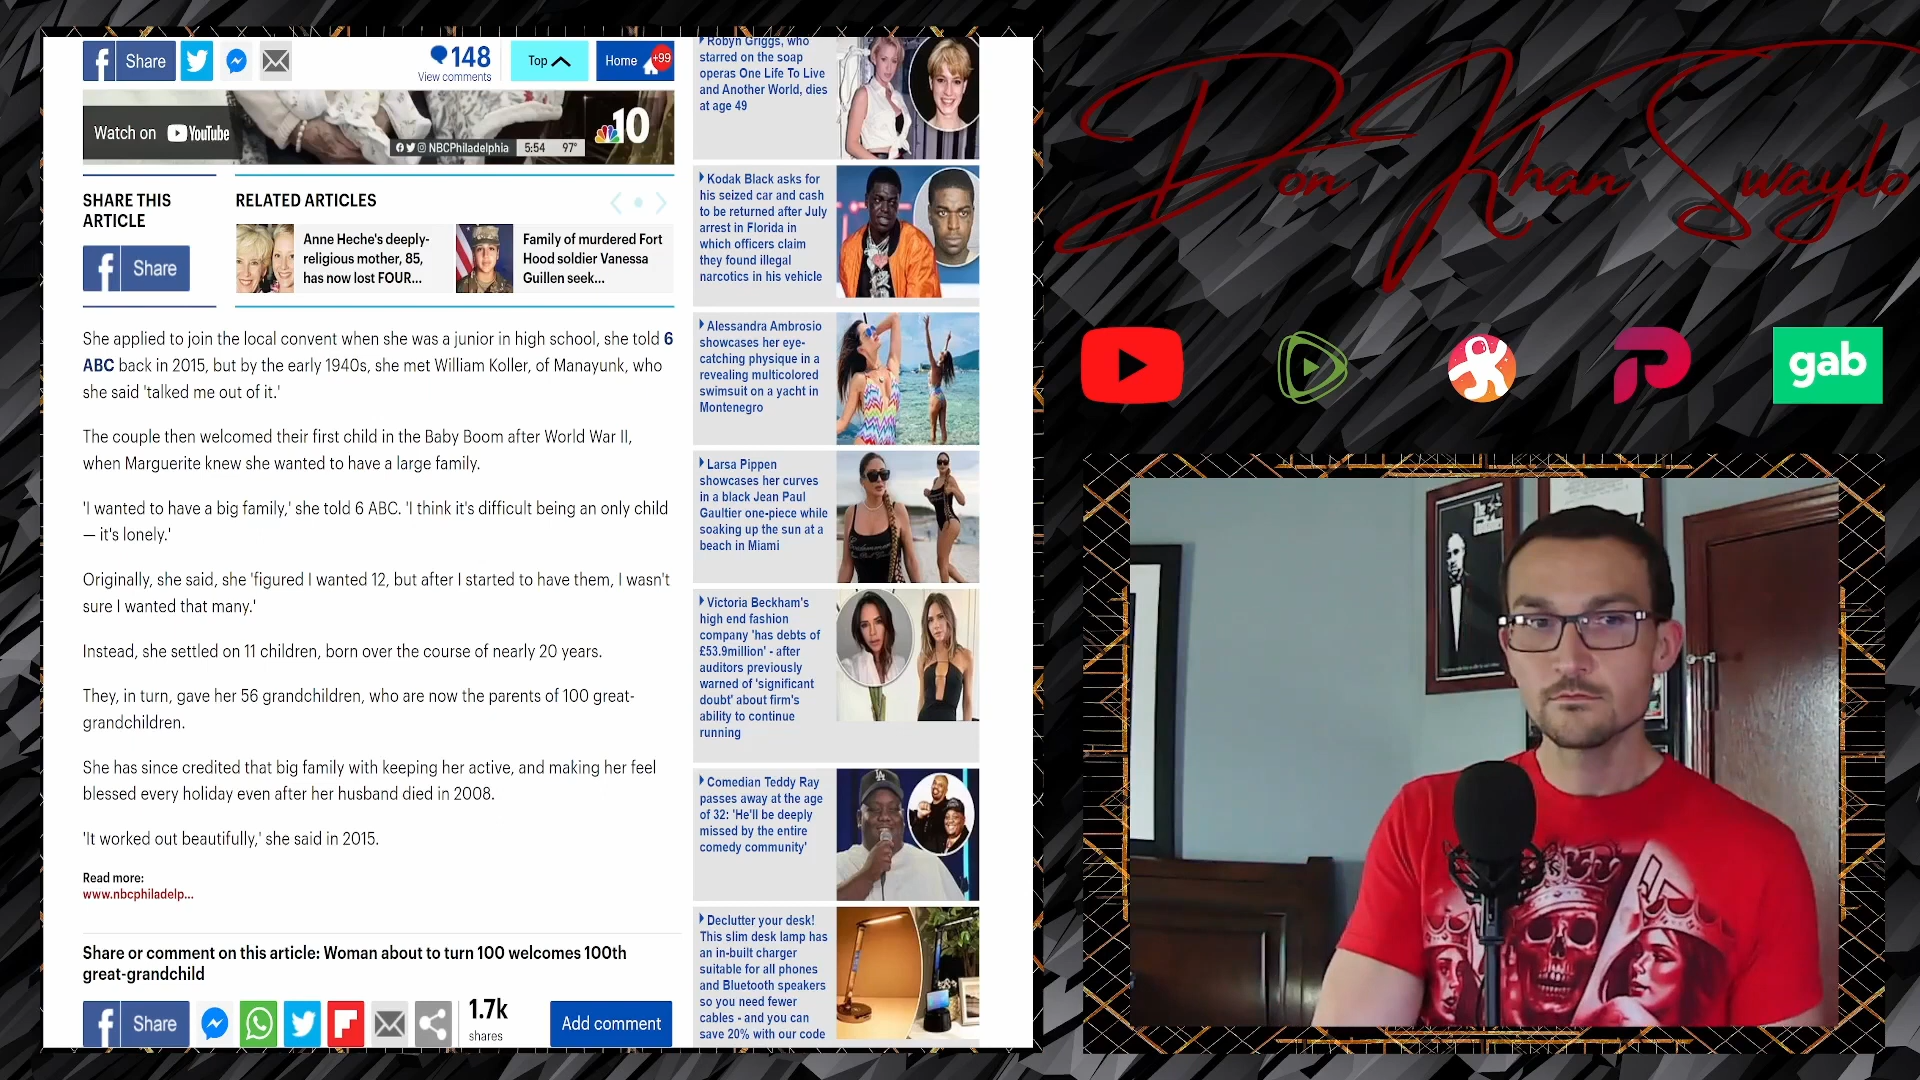 Share
148
View comments
Top
Home
+99
Watch on YouTube
10
NBCPhiladelphia 5:54 97°
SHARE THIS
ARTICLE
Share
RELATED ARTICLES
Anne Heche's deeply-
religious mother, 85,
has now lost FOUR...
Family of murdered Fort
Hood soldier Vanessa
Guillen seek...
She applied to join the local convent when she was a junior in high school, she told 6
ABC back in 2015, but by the early 1940s, she met William Koller, of Manayunk, who
she said 'talked me out of it.'
The couple then welcomed their first child in the Baby Boom after World War II,
when Marguerite knew she wanted to have a large family.
'I wanted to have a big family,' she told 6 ABC. 'I think it's difficult being an only child
— it's lonely.'
Originally, she said, she 'figured I wanted 12, but after I started to have them, I wasn't
sure I wanted that many.'
Instead, she settled on 11 children, born over the course of nearly 20 years.
They, in turn, gave her 56 grandchildren, who are now the parents of 100 great-
grandchildren.
She has since credited that big family with keeping her active, and making her feel
blessed every holiday even after her husband died in 2008.
'It worked out beautifully,' she said in 2015.
Read more:
www.nbcphiladelp...
Share or comment on this article: Woman about to turn 100 welcomes 100th
great-grandchild
Share
1.7k
shares
Add comment
Robyn Griggs, who
starred on the soap
operas One Life To Live
and Another World, dies
at age 49
Kodak Black asks for
his seized car and cash
to be returned after July
arrest in Florida in
which officers claim
they found illegal
narcotics in his vehicle
Alessandra Ambrosio
showcases her eye-
catching physique in a
revealing multicolored
swimsuit on a yacht in
Montenegro
Larsa Pippen
showcases her curves
in a black Jean Paul
Gaultier one-piece while
soaking up the sun at a
beach in Miami
Victoria Beckham's
high end fashion
company 'has debts of
£53.9million' - after
auditors previously
warned of 'significant
doubt' about firm's
ability to continue
running
Comedian Teddy Ray
passes away at the age
of 32: 'He'll be deeply
missed by the entire
comedy community'
Declutter your desk!
This slim desk lamp has
an in-built charger
suitable for all phones
and Bluetooth speakers
so you need fewer
cables - and you can
save 20% with our code
Don Khan Swaylo
gab